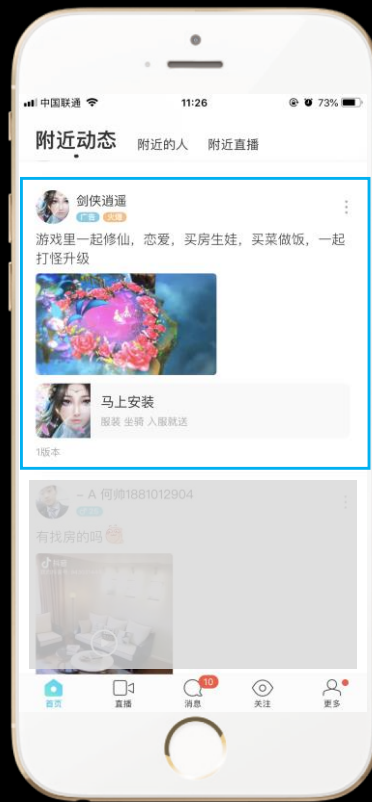 中国联通
11:26
73%
附近动态
附近的人
附近直播
剑侠逍遥
广告
火爆
游戏里一起修仙，恋爱，买房生娃，买菜做饭，一起
打怪升级
马上安装
服装 坐骑 入服就送
1版本
~ A 何帅1881012904
有找房的吗
首页
直播
10
消息
关注
更多